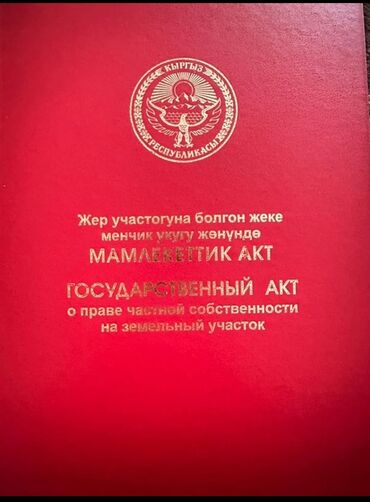 КЫРГЫЗ
РЕСПУБЛИКАСЫ
Жер участогуна болгон жеке
менчик укугу жөнүндө
МАМЛЕКЕТТИК АКТ
ГОСУДАРСТВЕННЫЙ АКТ
о праве частной собственности
на земельный участок